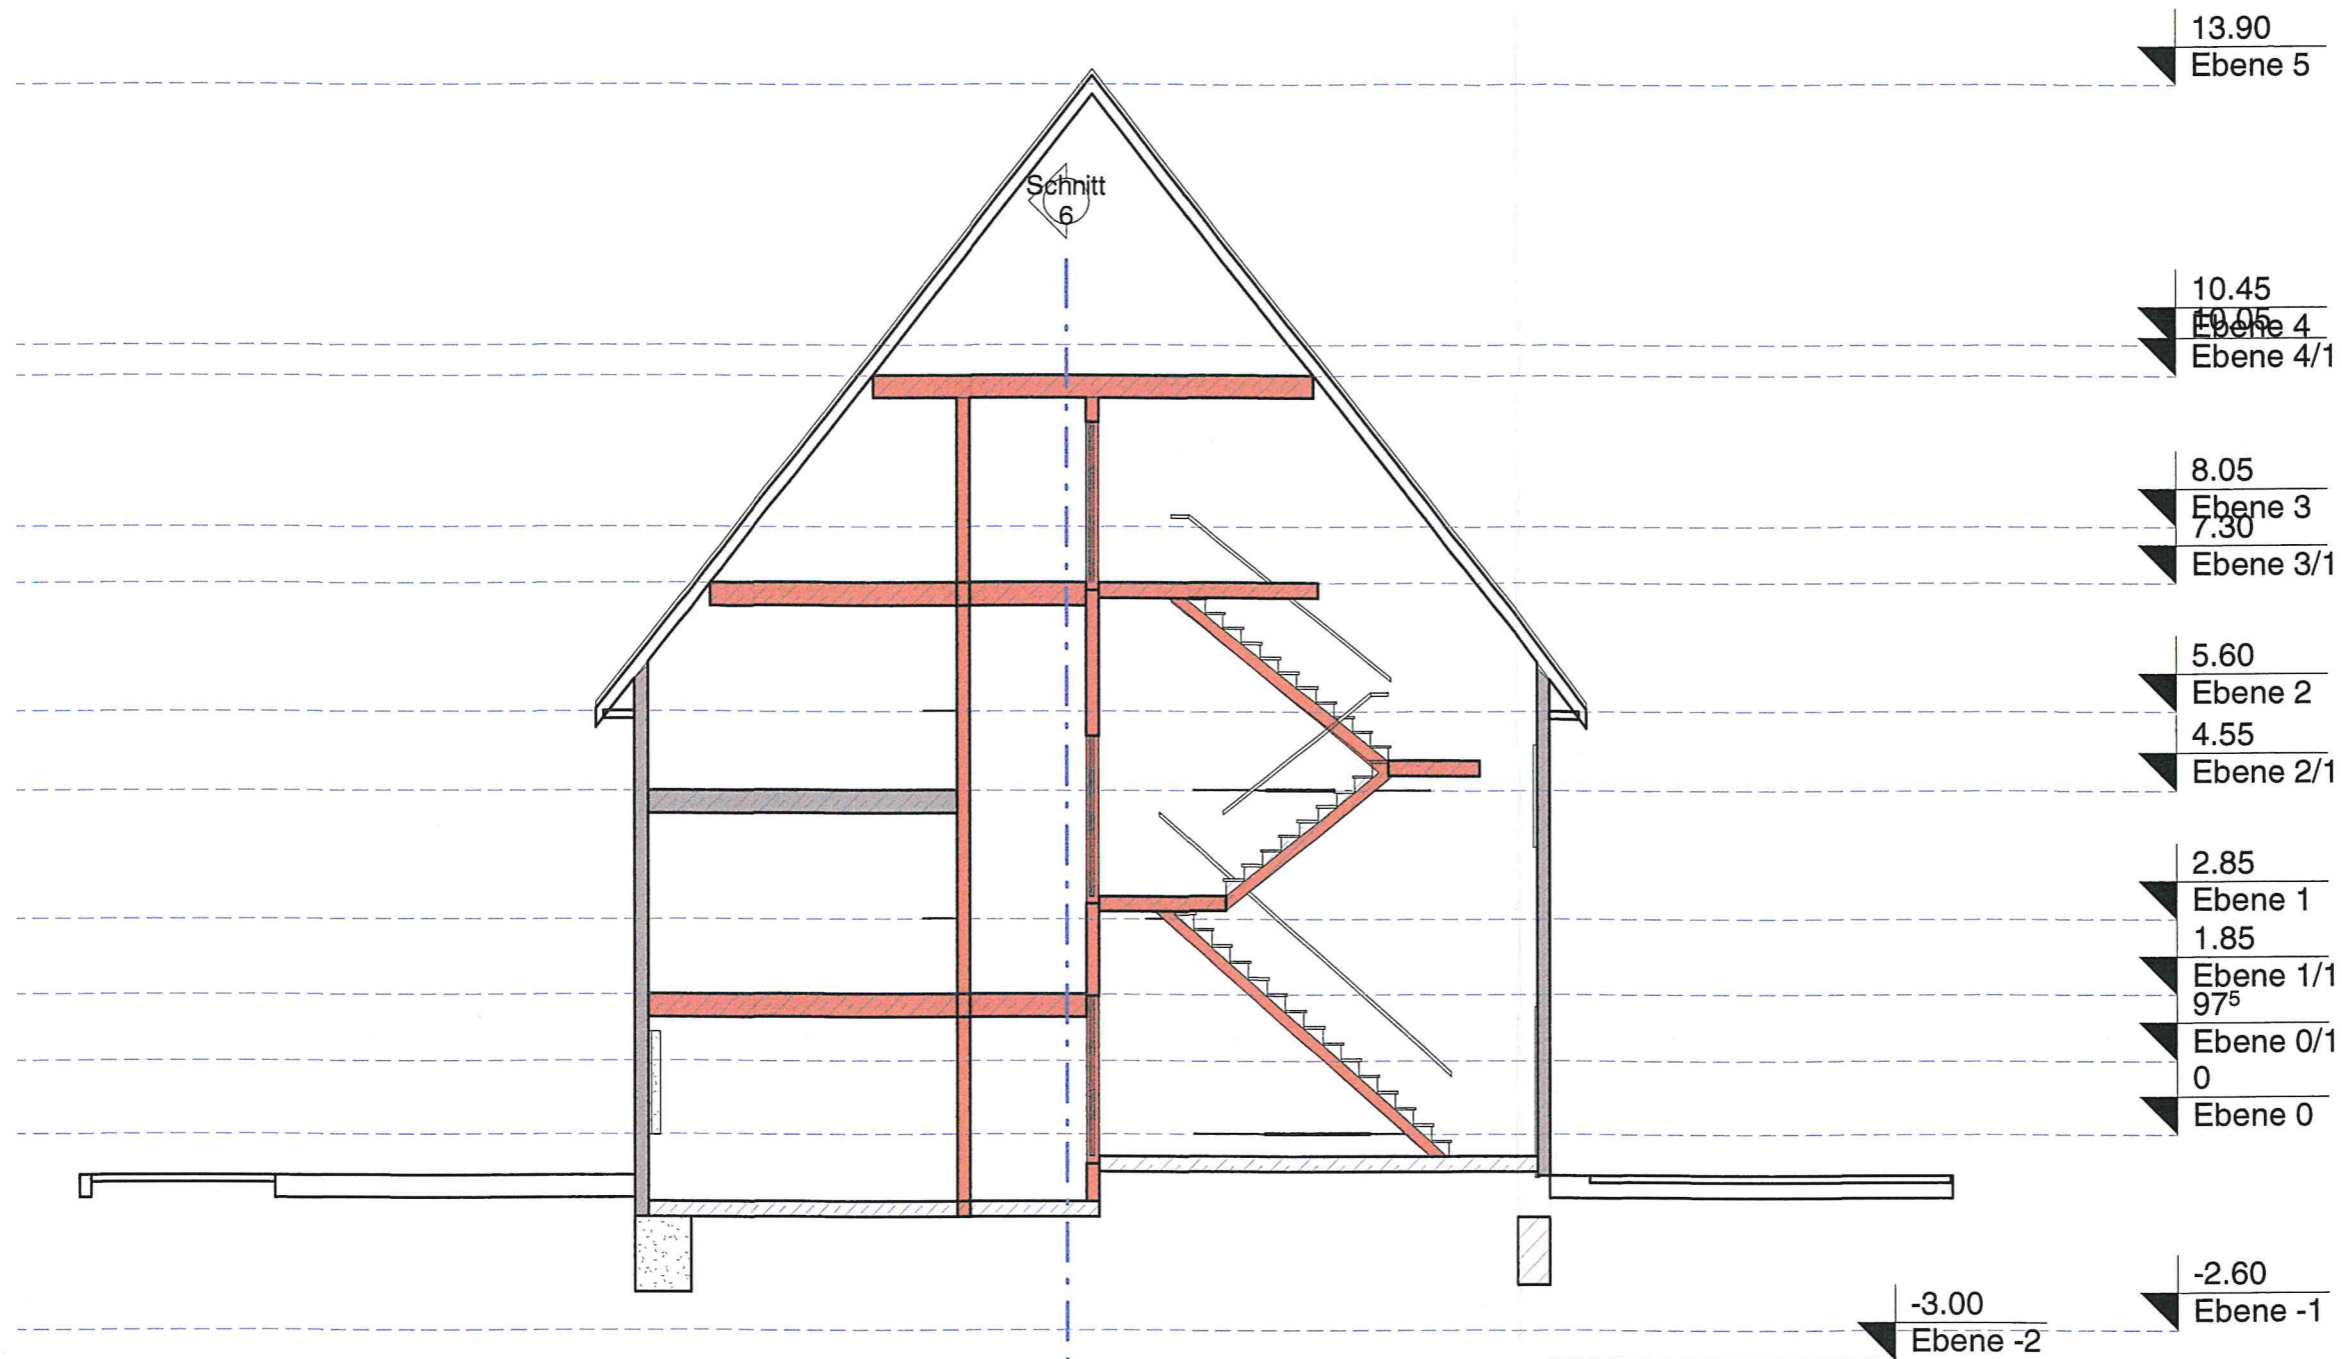 13.90
Ebene 5
Schnitt
6
10.45
Ebene 4
10.05
Ebene 4/1
8.05
Ebene 3
7.30
Ebene 3/1
5.60
Ebene 2
4.55
Ebene 2/1
2.85
Ebene 1
1.85
Ebene 1/1
97⁵
Ebene 0/1
0
Ebene 0
-2.60
Ebene -1
-3.00
Ebene -2